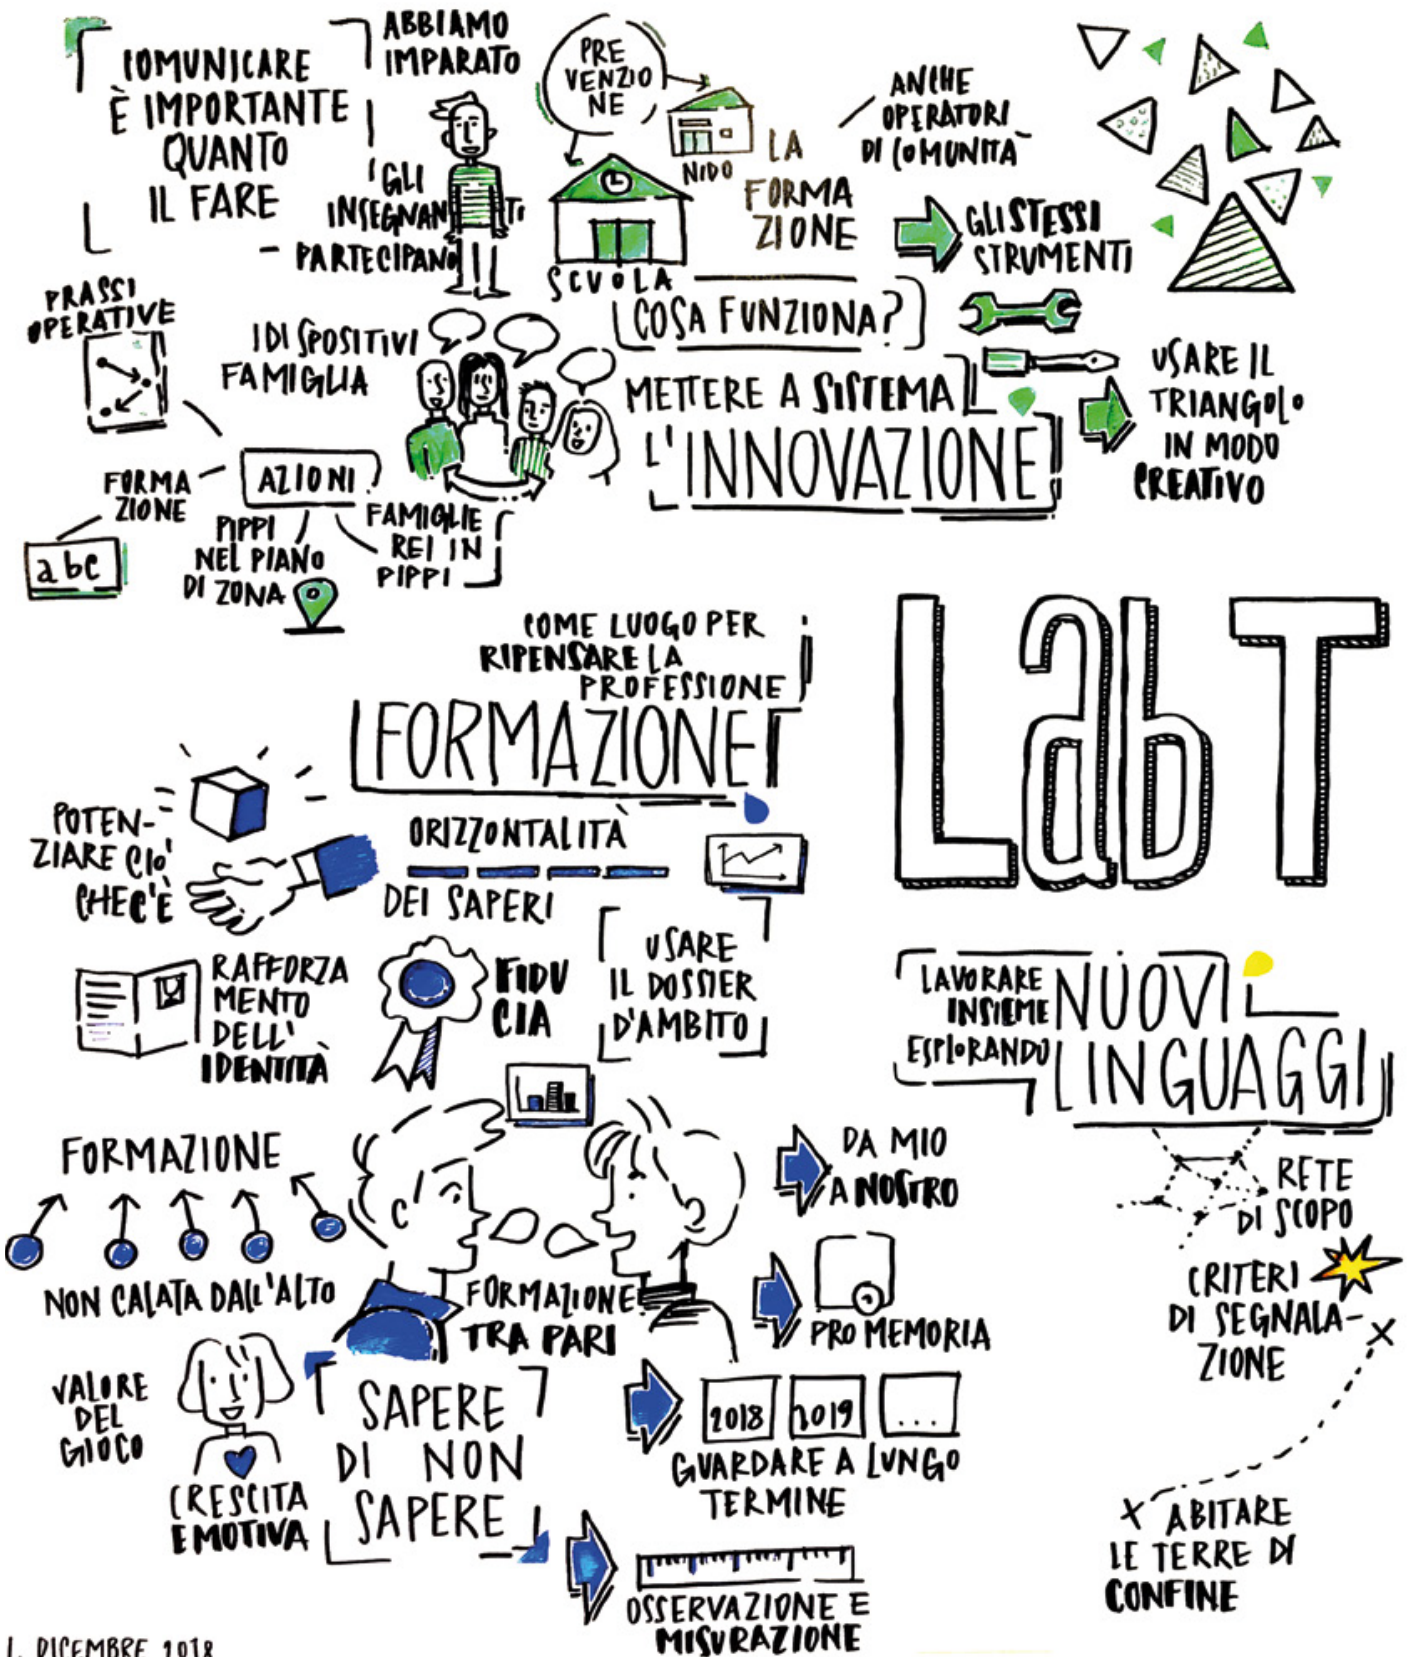 COMUNICARE
È IMPORTANTE
QUANTO
IL FARE
ABBIAMO
IMPARATO
GLI
INSEGNANTI
PARTECIPANO
PRE
VENZIO
NE
NIDO
SCUOLA
LA
FORMA
ZIONE
ANCHE
OPERATORI
DI COMUNITÀ
GLI STESSI
STRUMENTI
COSA FUNZIONA?
METTERE A SISTEMA
L'INNOVAZIONE
USARE IL
TRIANGOLO
IN MODO
CREATIVO
PRASSI
OPERATIVE
I DISPOSITIVI
FAMIGLIA
AZIONI
FORMA
ZIONE
abc
PIPPI
NEL PIANO
DI ZONA
FAMIGLIE
REI IN
PIPPI
COME LUOGO PER
RIPENSARE LA
PROFESSIONE
FORMAZIONE
LabT
POTEN-
ZIARE CIO'
CHE C'È
ORIZZONTALITÀ
DEI SAPERI
RAFFORZA
MENTO
DELL'
IDENTITÀ
FIDU
CIA
USARE
IL DOSSIER
D'AMBITO
LAVORARE
INSIEME
ESPLORANDO
NUOVI
LINGUAGGI
FORMAZIONE
NON CALATA DALL'ALTO
FORMAZIONE
TRA PARI
DA MIO
A NOSTRO
PRO MEMORIA
RETE
DI SCOPO
CRITERI
DI SEGNALA-
ZIONE
VALORE
DEL
GIOCO
CRESCITA
EMOTIVA
SAPERE
DI NON
SAPERE
2018 2019 ...
GUARDARE A LUNGO
TERMINE
ABITARE
LE TERRE DI
CONFINE
OSSERVAZIONE E
MISURAZIONE
DICEMBRE 2018